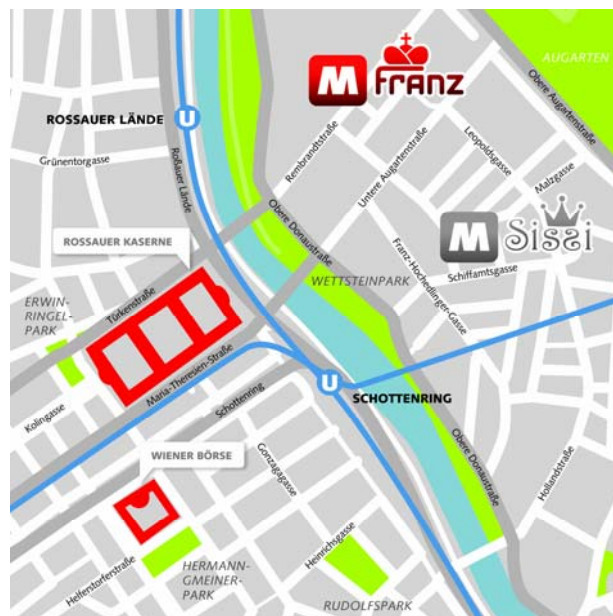 AUGARTEN
M FRANZ
Obere Augartenstraße
ROSSAUER LÄNDE
U
Grünentorgasse
Roßauer Lände
Rembrandtstraße
Untere Augartenstraße
Leopoldsgasse
Malzgasse
ROSSAUER KASERNE
Obere Donaustraße
M Sissi
Franz-Hochedlinger-Gasse
Schiffamtsgasse
WETTSTEINPARK
ERWIN-
RINGEL-
PARK
Türkenstraße
Maria-Theresien-Straße
Kolingasse
Schottenring
U
SCHOTTENRING
WIENER BÖRSE
Gonzagagasse
Obere Donaustraße
Hollandstraße
Heinrichsgasse
Helferstorferstraße
HERMANN-
GMEINER-
PARK
RUDOLFSPARK